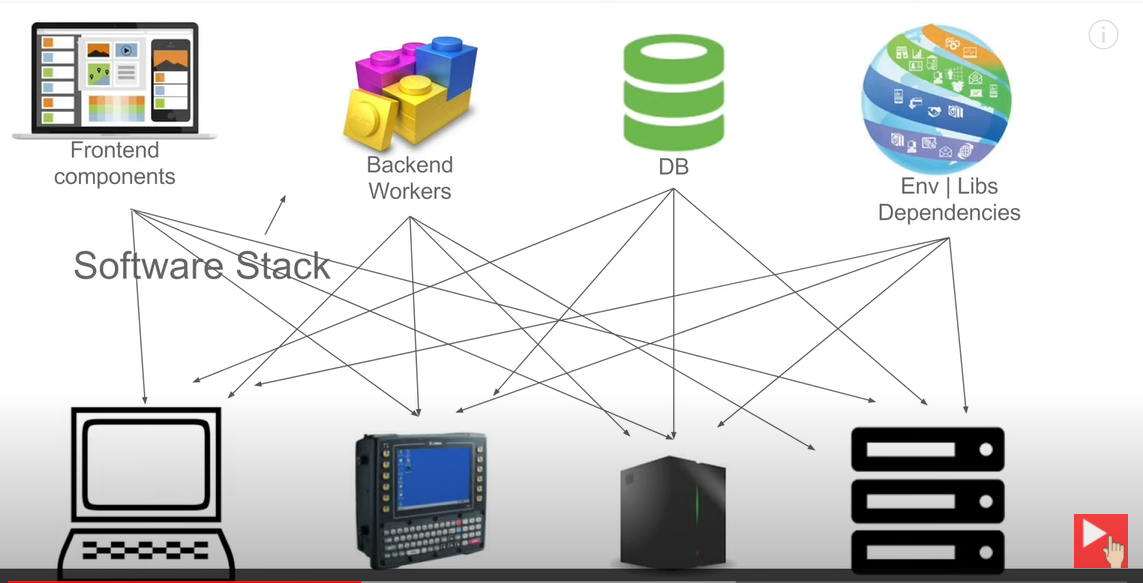 Frontend
components
Backend
Workers
DB
Env | Libs
Dependencies
Software Stack